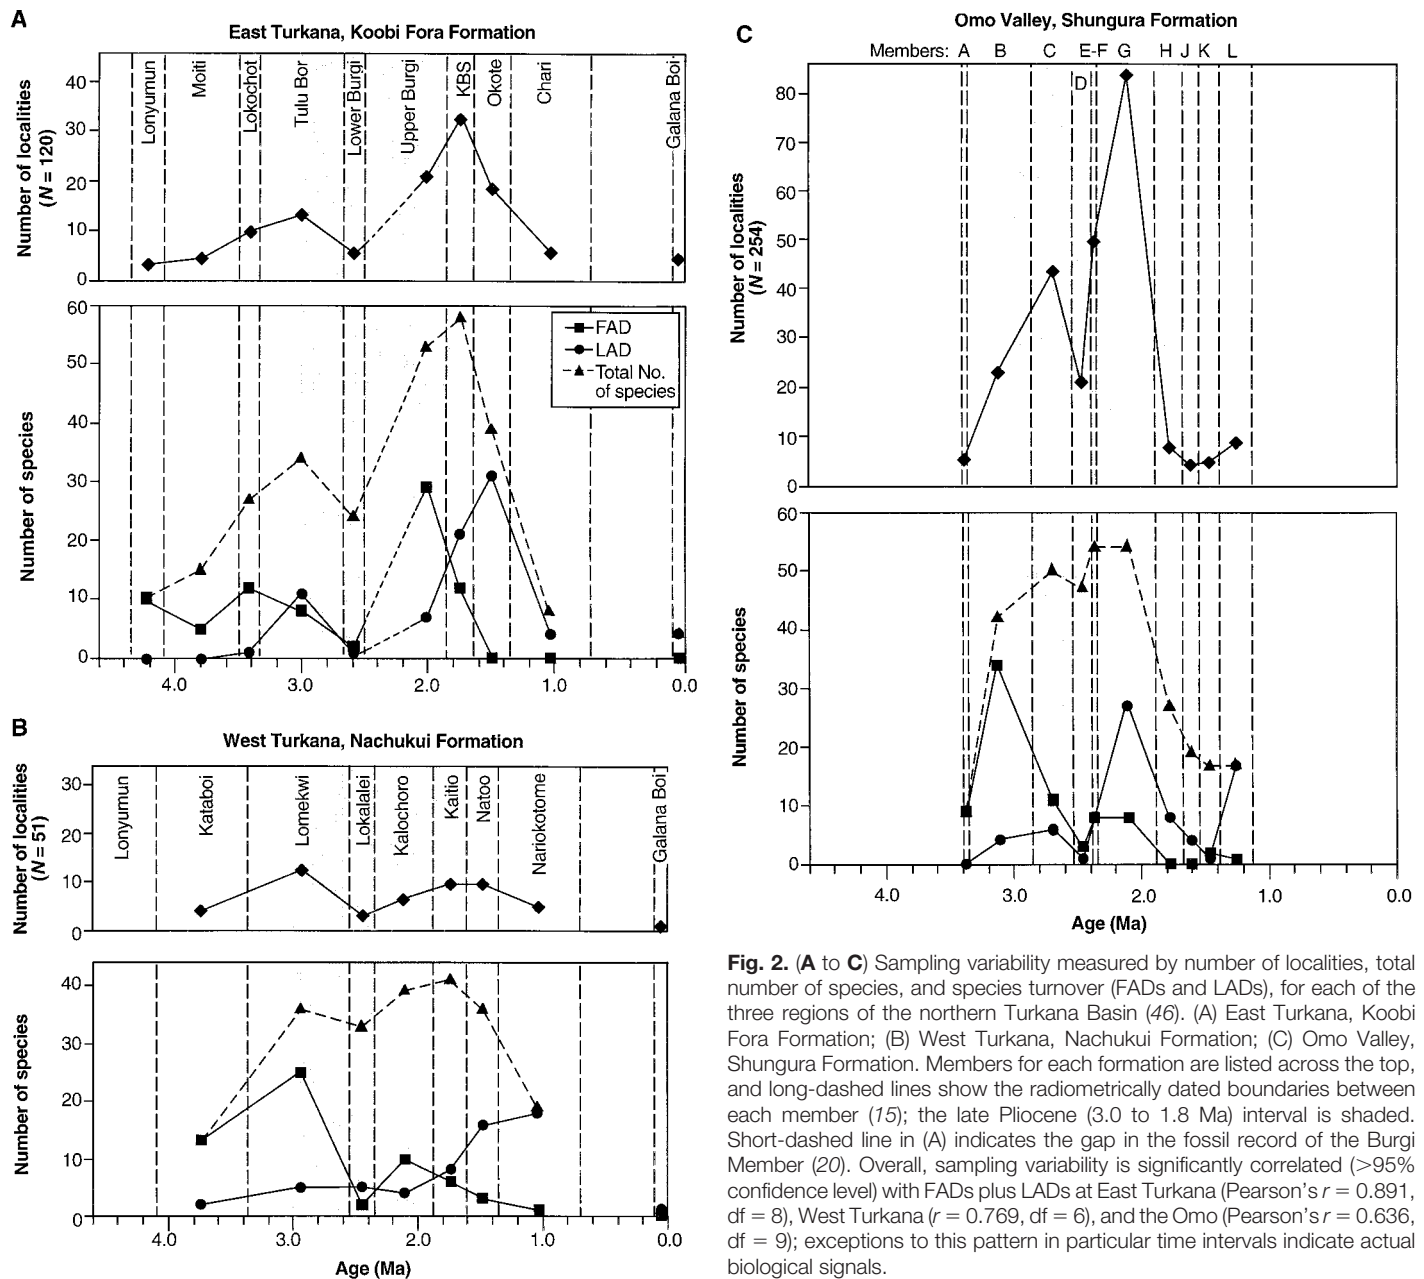 A
East Turkana, Koobi Fora Formation
Number of localities
(N = 120)
40
30
20
10
0
Lonyumun
Moiti
Lokochot
Tulu Bor
Lower Burgi
Upper Burgi
KBS
Okote
Chari
Galana Boi
Number of species
60
50
40
30
20
10
0
FAD
LAD
Total No.
of species
4.0 3.0 2.0 1.0 0.0
B
West Turkana, Nachukui Formation
Number of localities
(N = 51)
30
20
10
0
Lonyumun
Kataboi
Lomekwi
Lokalalei
Kalochoro
Kaitio
Natoo
Nariokotome
Galana Boi
Number of species
40
30
20
10
0
4.0 3.0 2.0 1.0 0.0
Age (Ma)
C
Omo Valley, Shungura Formation
Members: A B C E-F G H J K L
D
Number of localities
(N = 254)
80
70
60
50
40
30
20
10
0
Number of species
60
50
40
30
20
10
0
4.0 3.0 2.0 1.0 0.0
Age (Ma)
Fig. 2. (A to C) Sampling variability measured by number of localities, total
number of species, and species turnover (FADs and LADs), for each of the
three regions of the northern Turkana Basin (46). (A) East Turkana, Koobi
Fora Formation; (B) West Turkana, Nachukui Formation; (C) Omo Valley,
Shungura Formation. Members for each formation are listed across the top,
and long-dashed lines show the radiometrically dated boundaries between
each member (15); the late Pliocene (3.0 to 1.8 Ma) interval is shaded.
Short-dashed line in (A) indicates the gap in the fossil record of the Burgi
Member (20). Overall, sampling variability is significantly correlated (>95%
confidence level) with FADs plus LADs at East Turkana (Pearson's r = 0.891,
df = 8), West Turkana (r = 0.769, df = 6), and the Omo (Pearson's r = 0.636,
df = 9); exceptions to this pattern in particular time intervals indicate actual
biological signals.